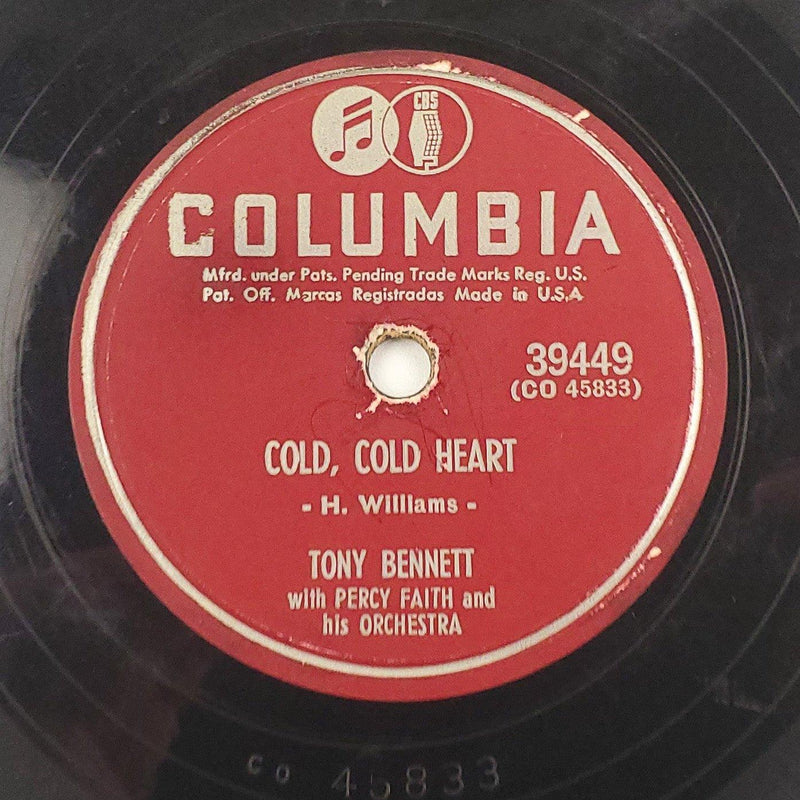 CBS
COLUMBIA
Mfrd. under Pats. Pending Trade Marks Reg. U.S.
Pat. Off. Marcas Registradas Made in U.S.A
39449
(CO 45833)
COLD, COLD HEART
- H. Williams -
TONY BENNETT
with PERCY FAITH and
his ORCHESTRA
CO 45833